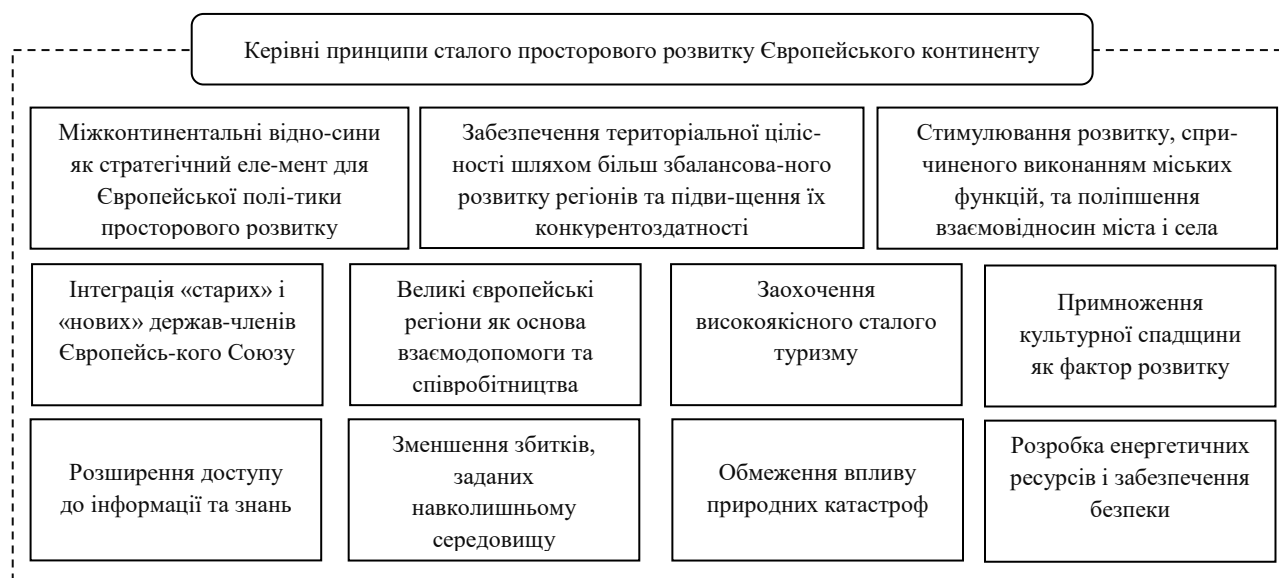 Керівні принципи сталого просторового розвитку Європейського континенту
Міжконтинентальні відно-сини
як стратегічний еле-мент для
Європейської полі-тики
просторового розвитку
Забезпечення територіальної ціліс-
ності шляхом більш збалансова-ного
розвитку регіонів та підви-щення їх
конкурентоздатності
Стимулювання розвитку, спри-
чиненого виконанням міських
функцій, та поліпшення
взаємовідносин міста і села
Інтеграція «старих» і
«нових» держав-членів
Європейсь-кого Союзу
Великі європейські
регіони як основа
взаємодопомоги та
співробітництва
Заохочення
високоякісного сталого
туризму
Примноження
культурної спадщини
як фактор розвитку
Розширення доступу
до інформації та знань
Зменшення збитків,
заданих
навколишньому
середовищу
Обмеження впливу
природних катастроф
Розробка енергетичних
ресурсів і забезпечення
безпеки